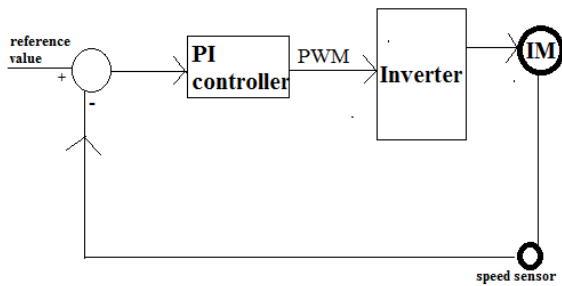 reference
value
+
-
PI
controller
PWM
Inverter
IM
speed sensor